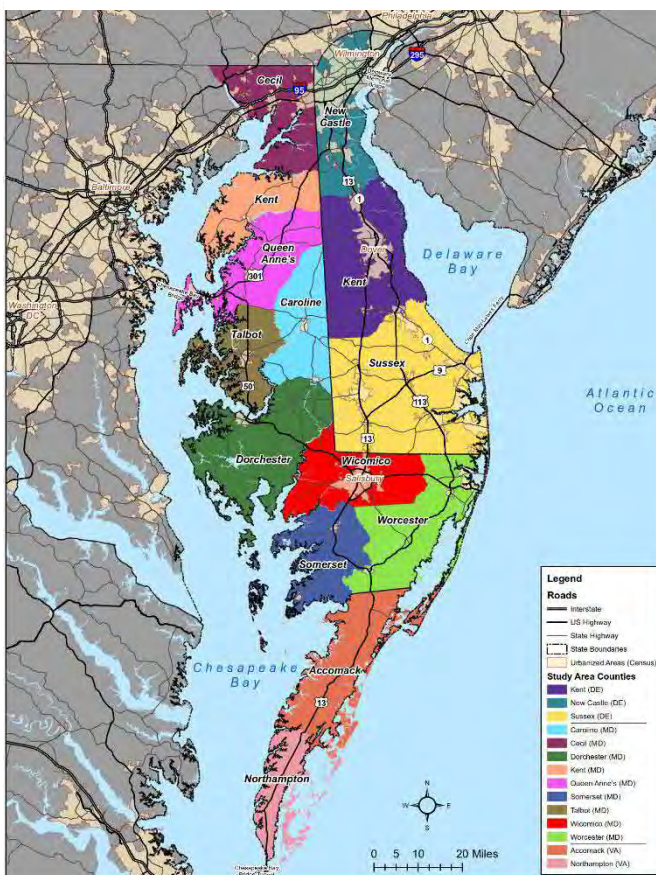 Philadelphia
Wilmington
295
Cecil
95
New
Castle
Baltimore
13
Kent
1
Queen
Anne's
Dover
Delaware
Bay
301
Kent
Washington
DC
Caroline
Talbot
Sussex
1
9
50
113
Atlantic
Ocean
13
Dorchester
Wicomico
Salisbury
Worcester
Somerset
Chesapeake
Bay
Accomack
13
Northampton
Chesapeake Bay
Legend
Roads
Interstate
US Highway
State Highway
State Boundaries
Urbanized Areas (Census)
Study Area Counties
Kent (DE)
New Castle (DE)
Sussex (DE)
Caroline (MD)
Cecil (MD)
Dorchester (MD)
Kent (MD)
Queen Anne's (MD)
Somerset (MD)
Talbot (MD)
Wicomico (MD)
Worcester (MD)
Accomack (VA)
Northampton (VA)
N
W E
S
0 5 10 20 Miles